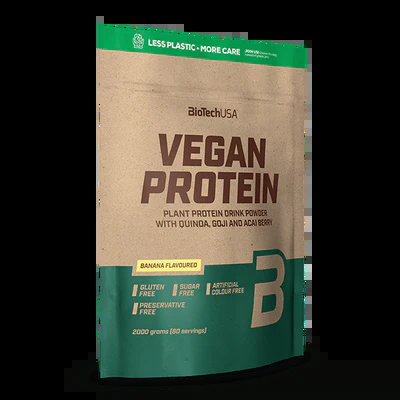 LESS PLASTIC • MORE CARE
BioTechUSA
VEGAN
PROTEIN
PLANT PROTEIN DRINK POWDER
WITH QUINOA, GOJI AND ACAI BERRY
BANANA FLAVOURED
GLUTEN
FREE
SUGAR
FREE
ARTIFICIAL
COLOUR FREE
PRESERVATIVE
FREE
B
2000 grams (80 servings)